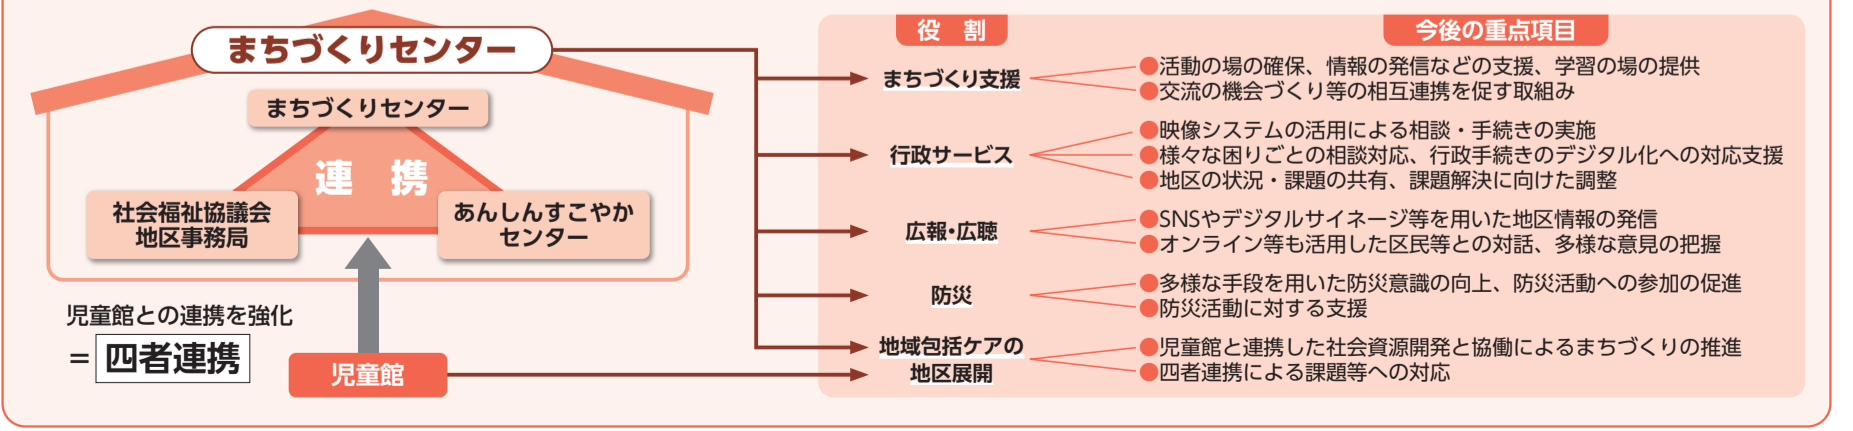 まちづくりセンター
まちづくりセンター
連　携
社会福祉協議会
地区事務局
あんしんすこやか
センター
児童館との連携を強化
＝四者連携
児童館
役　割
今後の重点項目
まちづくり支援
●活動の場の確保、情報の発信などの支援、学習の場の提供
●交流の機会づくり等の相互連携を促す取組み
行政サービス
●映像システムの活用による相談・手続きの実施
●様々な困りごとの相談対応、行政手続きのデジタル化への対応支援
●地区の状況・課題の共有、課題解決に向けた調整
広報・広聴
●SNSやデジタルサイネージ等を用いた地区情報の発信
●オンライン等も活用した区民等との対話、多様な意見の把握
防災
●多様な手段を用いた防災意識の向上、防災活動への参加の促進
●防災活動に対する支援
地域包括ケアの
地区展開
●児童館と連携した社会資源開発と協働によるまちづくりの推進
●四者連携による課題等への対応